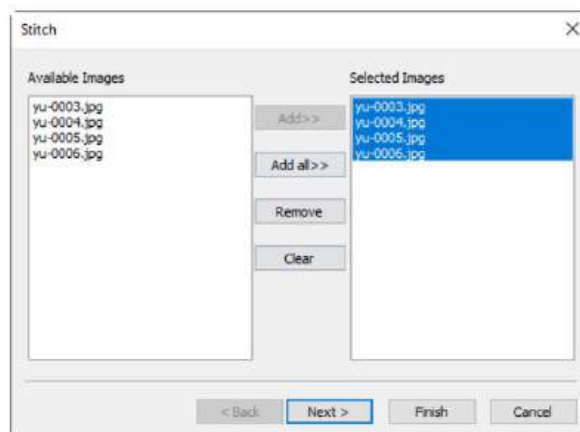 Stitch
Available Images
Selected Images
yu-0003.jpg
yu-0004.jpg
yu-0005.jpg
yu-0006.jpg
Add>>
Add all>>
Remove
Clear
yu-0003.jpg
yu-0004.jpg
yu-0005.jpg
yu-0006.jpg
< Back
Next >
Finish
Cancel